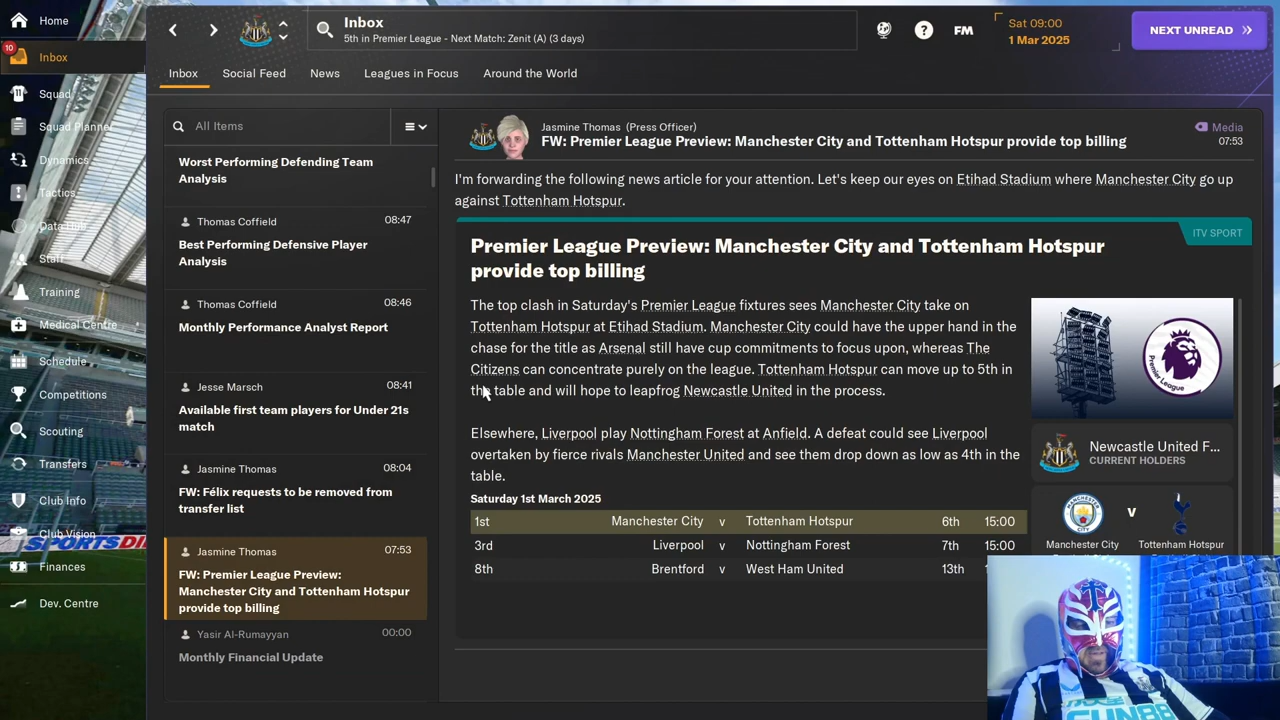 Home
Inbox
5th in Premier League - Next Match: Zenit (A) (3 days)
FM
Sat 09:00
1 Mar 2025
NEXT UNREAD
10
Inbox
Squad
Squad Planner
Dynamics
Tactics
Data Hub
Staff
Training
Medical Centre
Schedule
Competitions
Scouting
Transfers
Club Info
Club Vision
Finances
Dev. Centre
Inbox
Social Feed
News
Leagues in Focus
Around the World
All Items
Worst Performing Defending Team
Analysis
Thomas Coffield 08:47
Best Performing Defensive Player
Analysis
Thomas Coffield 08:46
Monthly Performance Analyst Report
Jesse Marsch 08:41
Available first team players for Under 21s
match
Jasmine Thomas 08:04
FW: Félix requests to be removed from
transfer list
Jasmine Thomas 07:53
FW: Premier League Preview:
Manchester City and Tottenham Hotspur
provide top billing
Yasir Al-Rumayyan 00:00
Monthly Financial Update
Jasmine Thomas (Press Officer)
FW: Premier League Preview: Manchester City and Tottenham Hotspur provide top billing
Media
07:53
I'm forwarding the following news article for your attention. Let's keep our eyes on Etihad Stadium where Manchester City go up
against Tottenham Hotspur.
ITV SPORT
Premier League Preview: Manchester City and Tottenham Hotspur
provide top billing
The top clash in Saturday's Premier League fixtures sees Manchester City take on
Tottenham Hotspur at Etihad Stadium. Manchester City could have the upper hand in the
chase for the title as Arsenal still have cup commitments to focus upon, whereas The
Citizens can concentrate purely on the league. Tottenham Hotspur can move up to 5th in
the table and will hope to leapfrog Newcastle United in the process.
Elsewhere, Liverpool play Nottingham Forest at Anfield. A defeat could see Liverpool
overtaken by fierce rivals Manchester United and see them drop down as low as 4th in the
table.
Saturday 1st March 2025
1st Manchester City v Tottenham Hotspur 6th 15:00
3rd Liverpool v Nottingham Forest 7th 15:00
8th Brentford v West Ham United 13th
Premier
League
Newcastle United F...
CURRENT HOLDERS
v
Manchester City
Tottenham Hotspur
FUN88